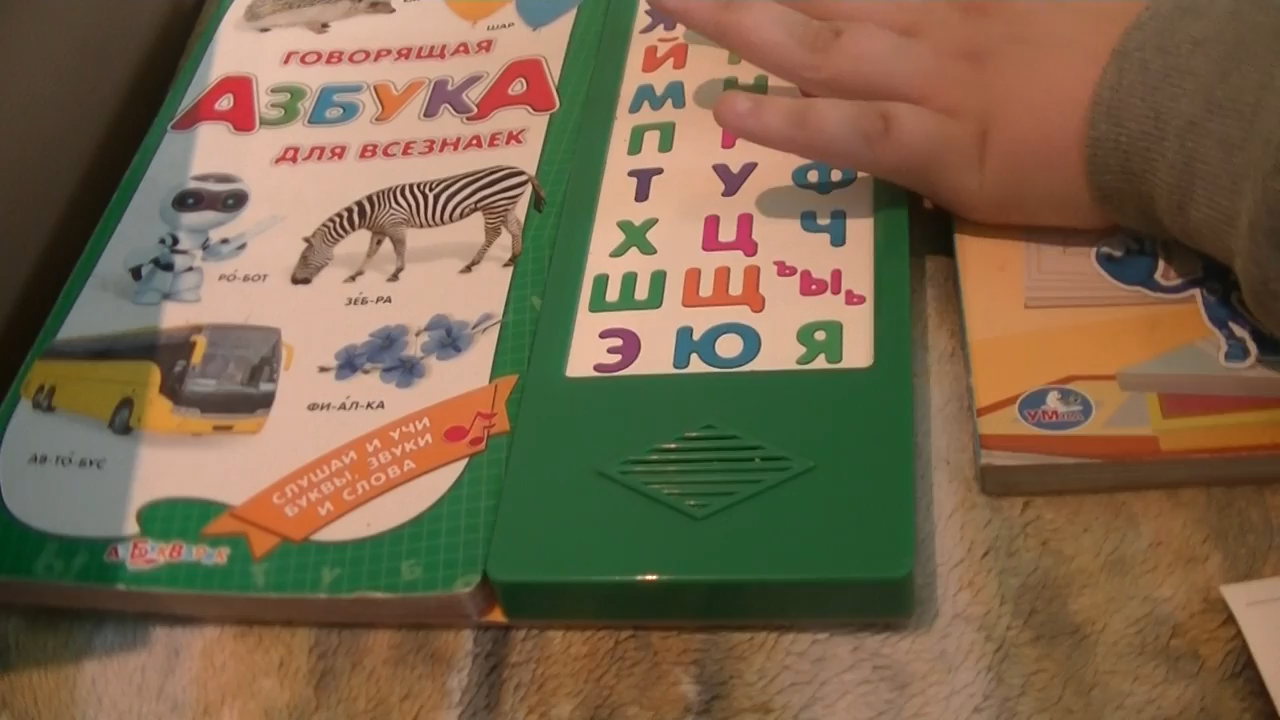 ШАР
ГОВОРЯЩАЯ
АЗБУКА
ДЛЯ ВСЕЗНАЕК
РО́-БОТ
ЗЕ́Б-РА
ФИ-А́Л-КА
АВ-ТО́-БУС
СЛУШАЙ И УЧИ
БУКВЫ, ЗВУКИ
И СЛОВА
АЗБУКВАРИК
Й
М Н
П
Т У Ф
Х Ц Ч
Ш Щ Ъ Ы Ь
Э Ю Я
УМка